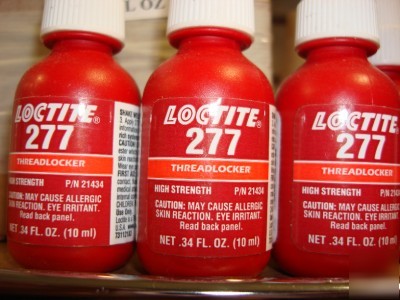 FL OZ
LOCTITE®
277
THREADLOCKER
HIGH STRENGTH P/N 21434
CAUTION: MAY CAUSE ALLERGIC
SKIN REACTION. EYE IRRITANT.
Read back panel.
NET .34 FL. OZ. (10 ml)
LOCTITE®
277
THREADLOCKER
HIGH STRENGTH P/N 21434
CAUTION: MAY CAUSE ALLERGIC
SKIN REACTION. EYE IRRITANT.
Read back panel.
NET .34 FL. OZ. (10 ml)
LOCTITE
277
THREADLOCKER
HIGH STRENGTH P/N 21434
CAUTION: MAY CAUSE ALLERGIC
SKIN REACTION. EYE IRRITANT.
Read back panel.
NET .34 FL. OZ. (10 ml)